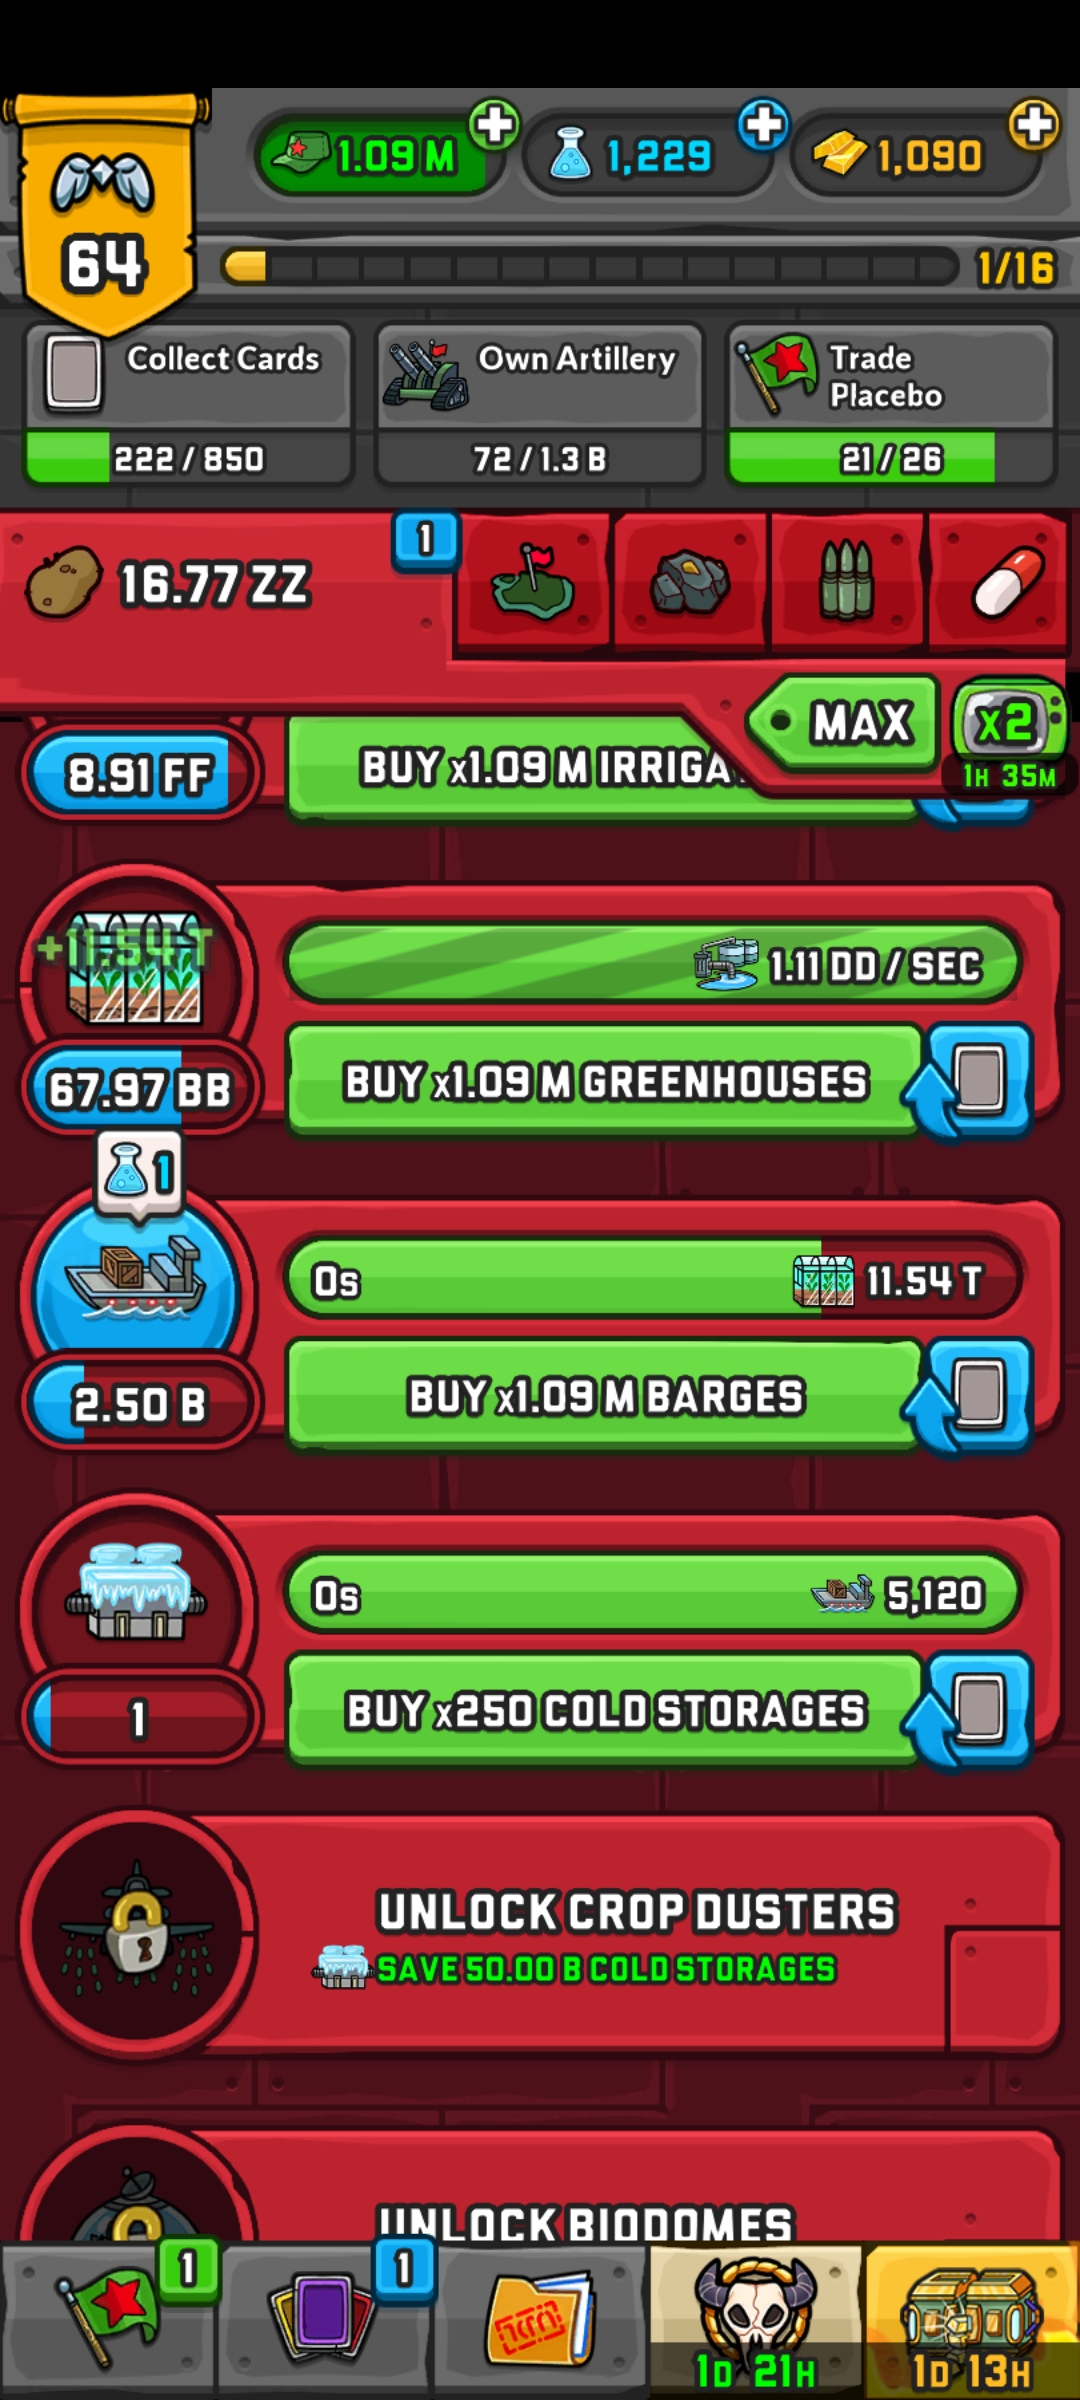 1.09 M
1,229
1,090
64
1/16
Collect Cards
222 / 850
Own Artillery
72 / 1.3 B
Trade
Placebo
21 / 26
16.77 ZZ
1
MAX
x2
1H 35M
8.91 FF
BUY x1.09 M IRRIGA
+11.54 T
1.11 DD / SEC
67.97 BB
BUY x1.09 M GREENHOUSES
1
0s
11.54 T
2.50 B
BUY x1.09 M BARGES
0s
5,120
1
BUY x250 COLD STORAGES
UNLOCK CROP DUSTERS
SAVE 50.00 B COLD STORAGES
UNLOCK BIODOMES
1
1
1D 21H
1D 13H